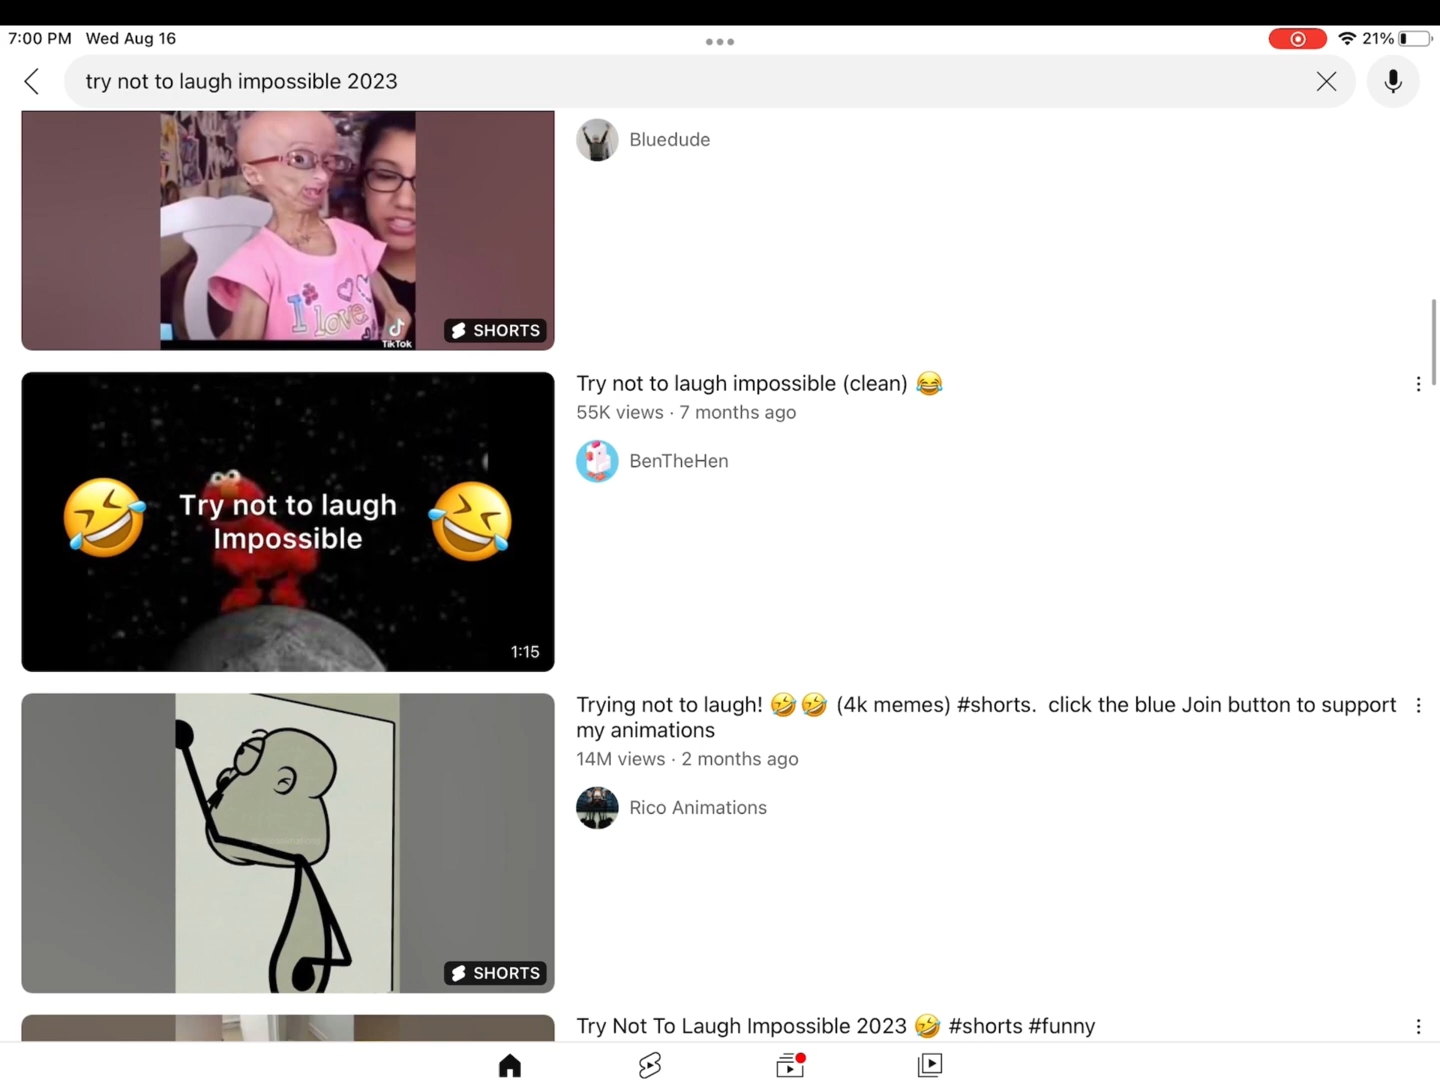 7:00 PM Wed Aug 16
21%
try not to laugh impossible 2023
Bluedude
I love
TikTok
SHORTS
Try not to laugh impossible (clean) 😂
55K views · 7 months ago
BenTheHen
Try not to laugh
Impossible
1:15
Trying not to laugh! 🤣🤣 (4k memes) #shorts. click the blue Join button to support
my animations
14M views · 2 months ago
Rico Animations
SHORTS
Try Not To Laugh Impossible 2023 🤣 #shorts #funny